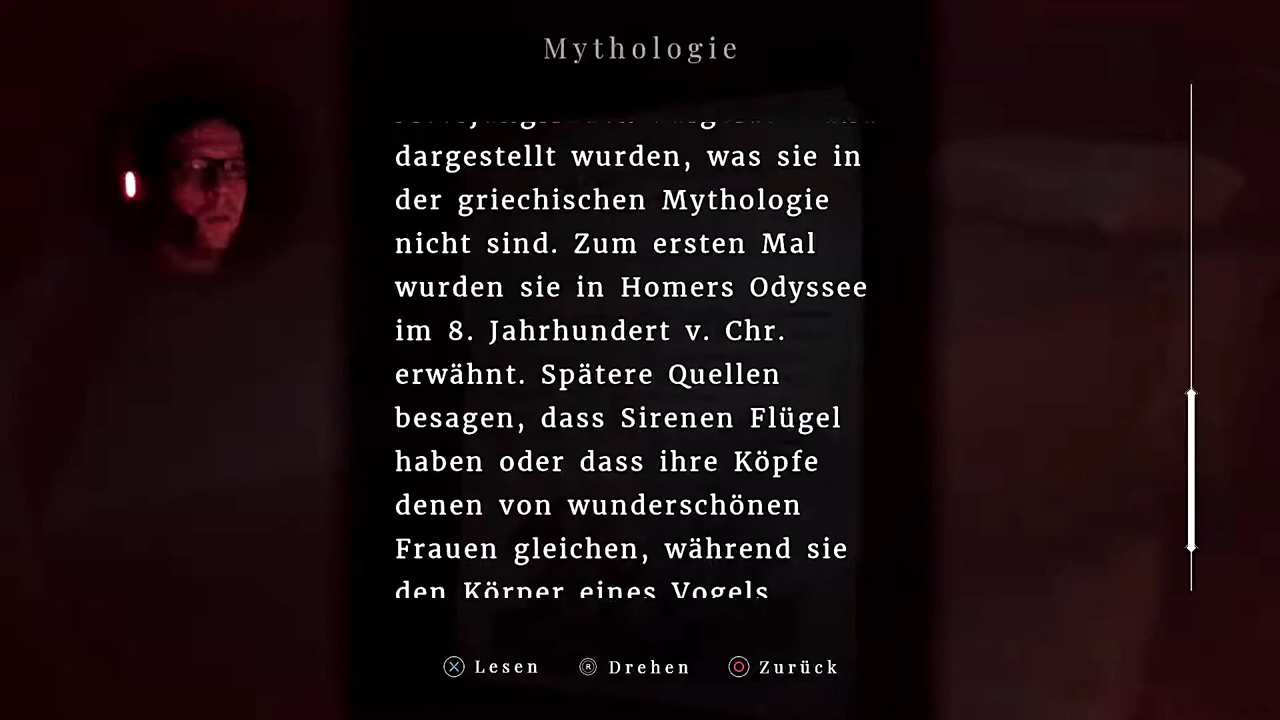 Mythologie
dargestellt wurden, was sie in
der griechischen Mythologie
nicht sind. Zum ersten Mal
wurden sie in Homers Odyssee
im 8. Jahrhundert v. Chr.
erwähnt. Spätere Quellen
besagen, dass Sirenen Flügel
haben oder dass ihre Köpfe
denen von wunderschönen
Frauen gleichen, während sie
den Körper eines Vogels
Lesen
Drehen
Zurück